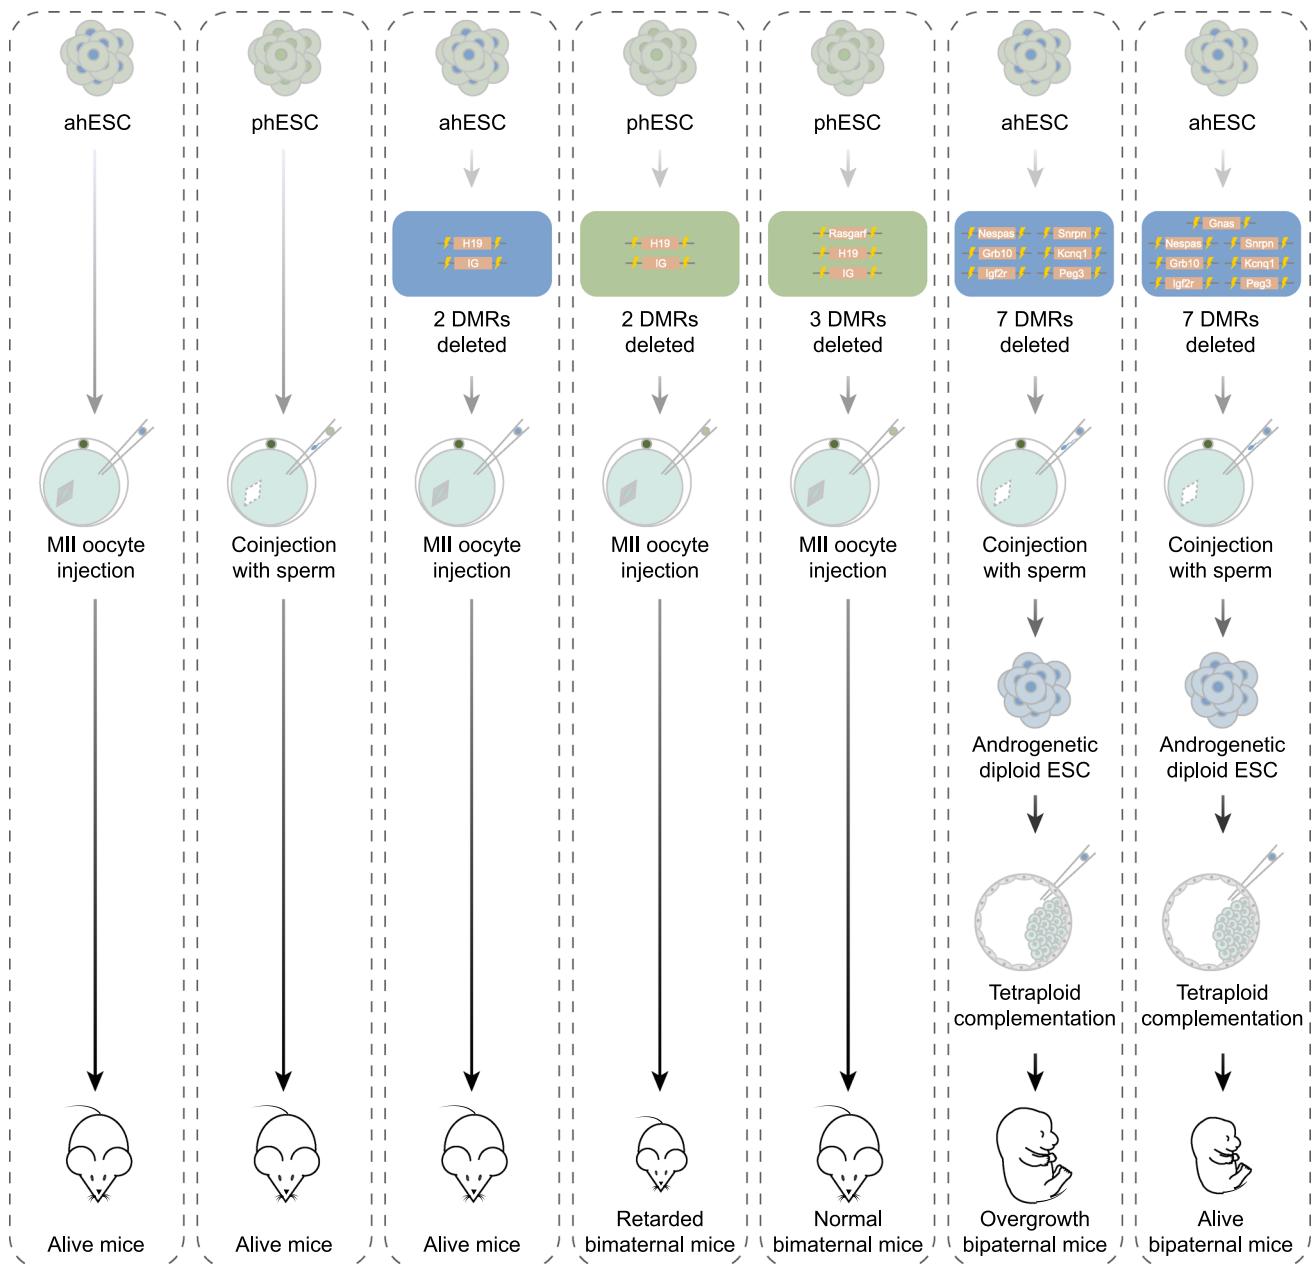 ahESC
phESC
ahESC
phESC
phESC
ahESC
ahESC
H19
IG
2 DMRs
deleted
H19
IG
2 DMRs
deleted
Rasgarf
H19
IG
3 DMRs
deleted
Nespas Snrpn
Grb10 Kcnq1
Igf2r Peg3
7 DMRs
deleted
Gnas
Nespas Snrpn
Grb10 Kcnq1
Igf2r Peg3
7 DMRs
deleted
MII oocyte
injection
Coinjection
with sperm
MII oocyte
injection
MII oocyte
injection
MII oocyte
injection
Coinjection
with sperm
Coinjection
with sperm
Androgenetic
diploid ESC
Androgenetic
diploid ESC
Tetraploid
complementation
Tetraploid
complementation
Alive mice
Alive mice
Alive mice
Retarded
bimaternal mice
Normal
bimaternal mice
Overgrowth
bipaternal mice
Alive
bipaternal mice